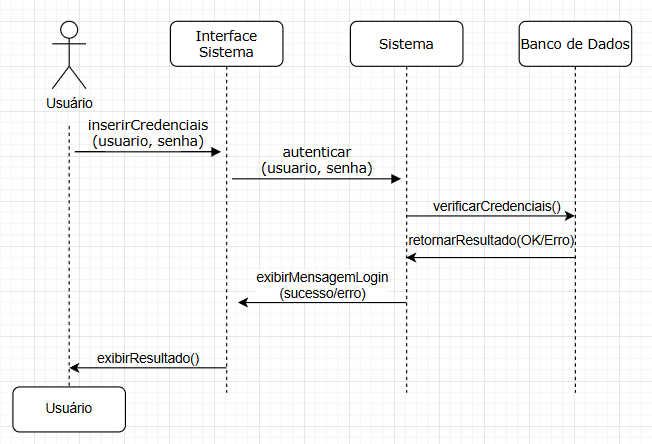 Interface
Sistema
Sistema
Banco de Dados
Usuário
inserirCredenciais
(usuario, senha)
autenticar
(usuario, senha)
verificarCredenciais()
retornarResultado(OK/Erro)
exibirMensagemLogin
(sucesso/erro)
exibirResultado()
Usuário